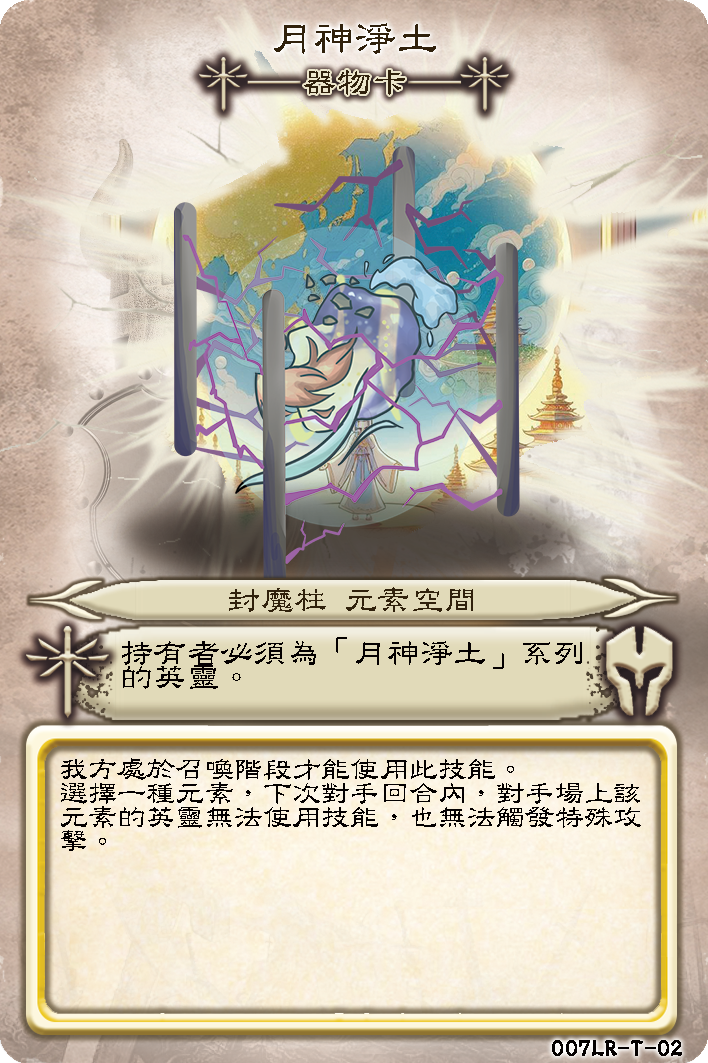 月神淨土
器物卡
封魔柱 元素空間
持有者必須為「月神淨土」系列
的英靈。
我方處於召喚階段才能使用此技能。
選擇一種元素，下次對手回合內，對手場上該
元素的英靈無法使用技能，也無法觸發特殊攻
擊。
007LR-T-02